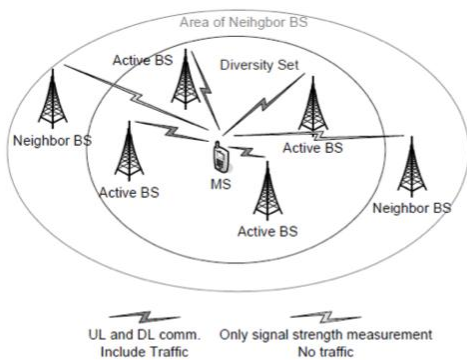 Area of Neihgbor BS
Active BS
Diversity Set
Neighbor BS
Active BS
Active BS
MS
Active BS
Neighbor BS
UL and DL comm.
Include Traffic
Only signal strength measurement
No traffic